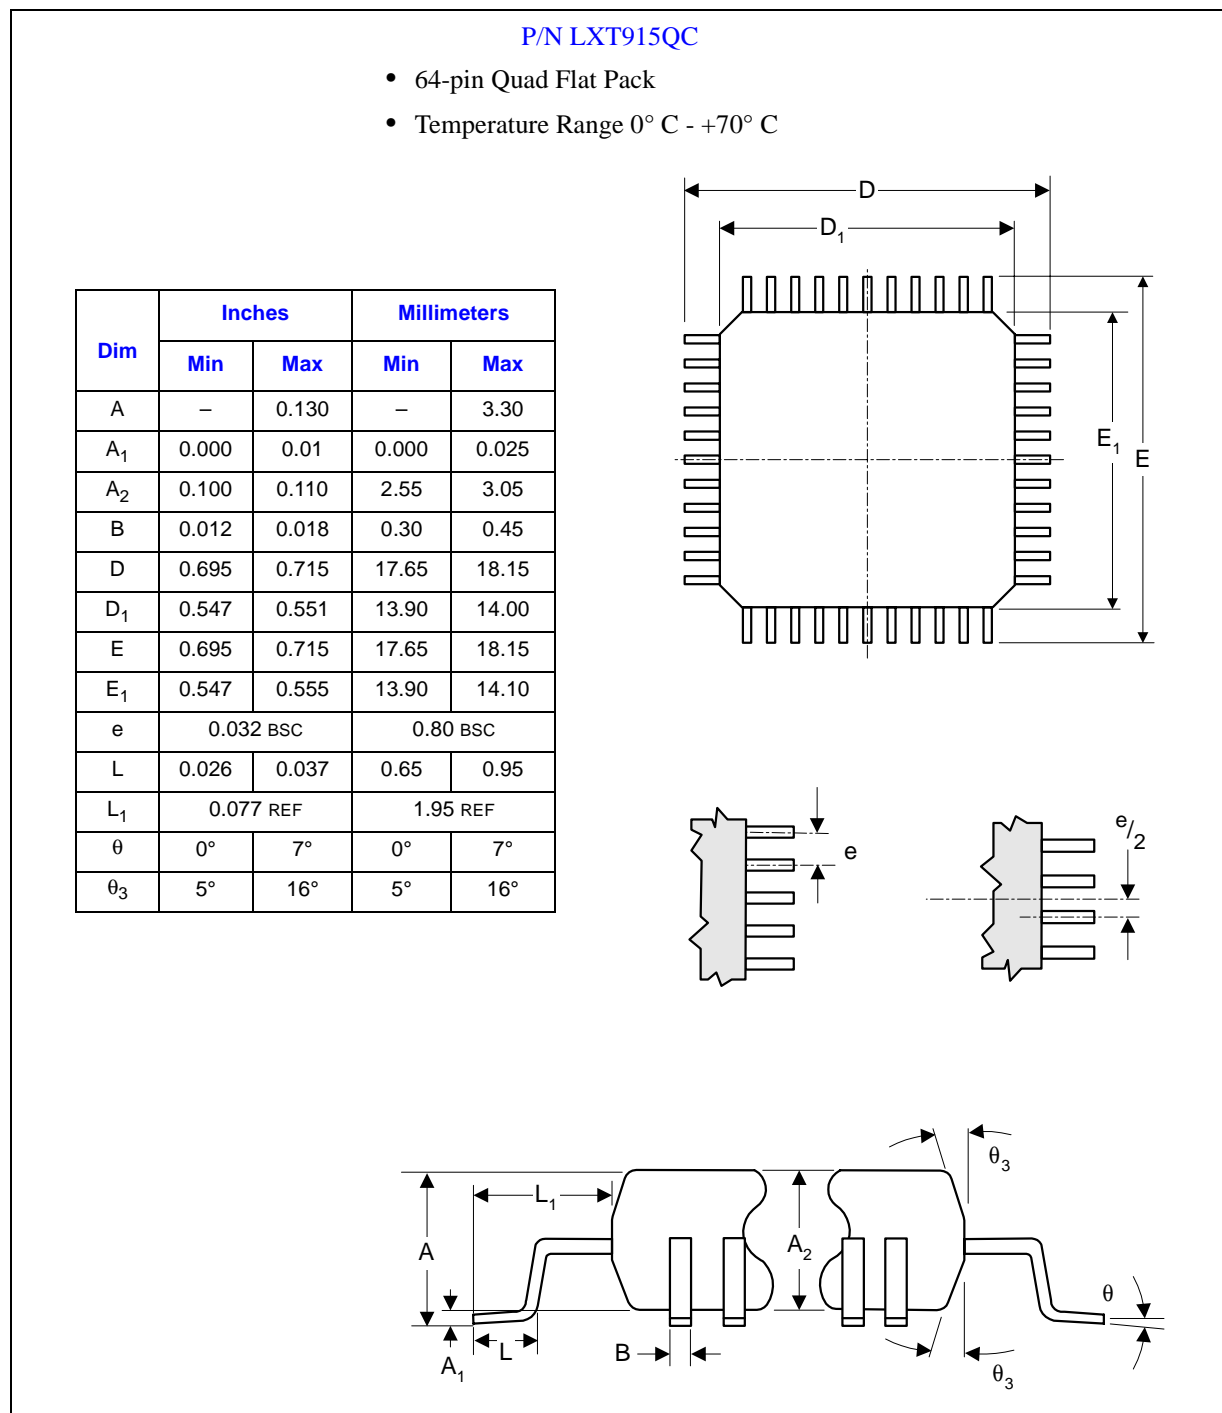 P/N LXT915QC
• 64-pin Quad Flat Pack
• Temperature Range 0° C - +70° C
Dim Inches Millimeters
Min Max Min Max
A – 0.130 – 3.30
A1 0.000 0.01 0.000 0.025
A2 0.100 0.110 2.55 3.05
B 0.012 0.018 0.30 0.45
D 0.695 0.715 17.65 18.15
D1 0.547 0.551 13.90 14.00
E 0.695 0.715 17.65 18.15
E1 0.547 0.555 13.90 14.10
e 0.032 BSC 0.80 BSC
L 0.026 0.037 0.65 0.95
L1 0.077 REF 1.95 REF
θ 0° 7° 0° 7°
θ3 5° 16° 5° 16°
D
D1
E1
E
e
e/2
θ3
L1
A
A2
θ
A1
L
B
θ3